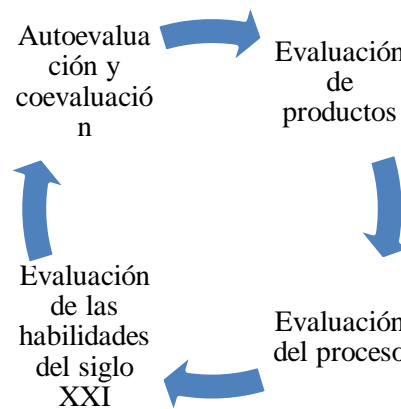 Autoevalua
ción y
coevaluació
n
Evaluación
de
productos
Evaluación
del proceso
Evaluación
de las
habilidades
del siglo
XXI